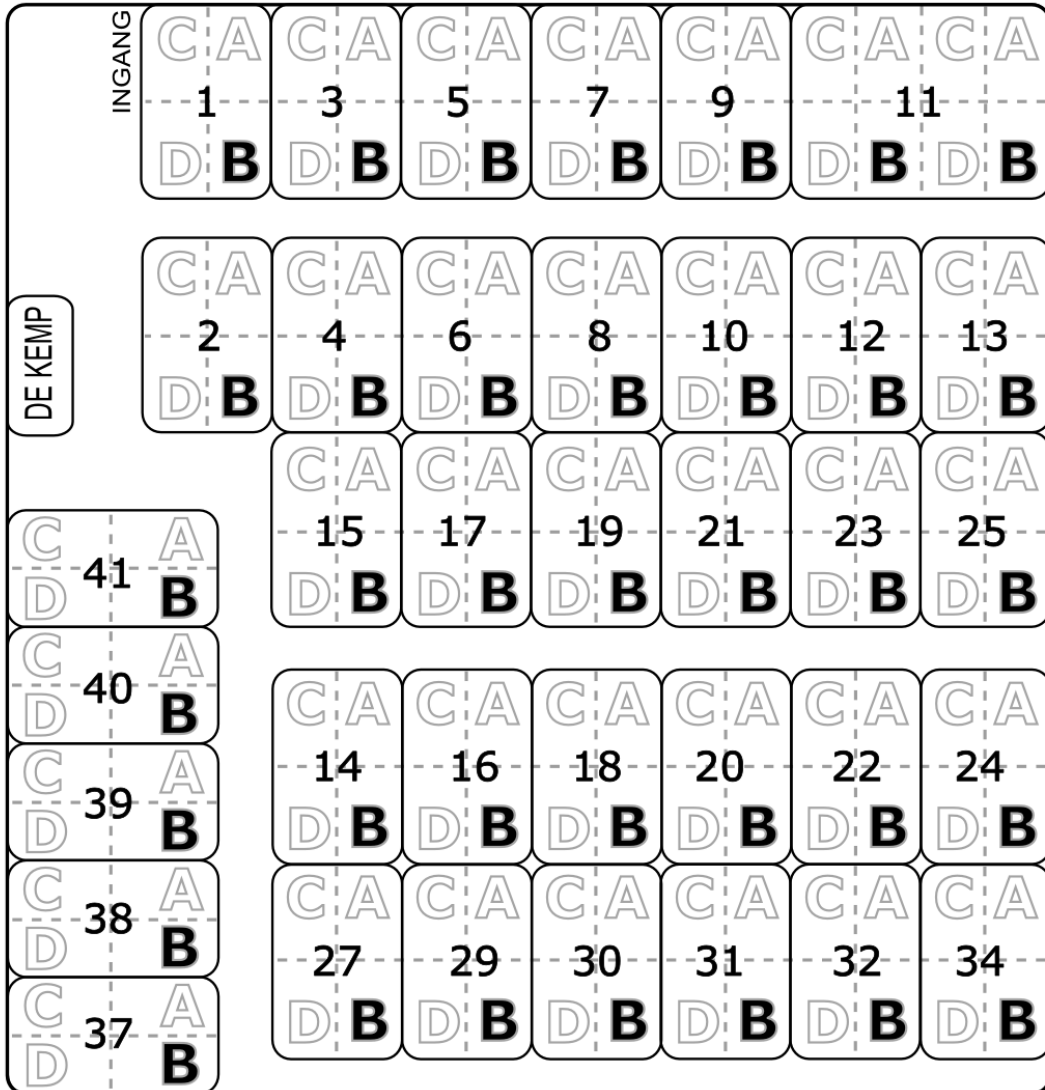 INGANG
C A C A C A C A C A C A C A
1 3 5 7 9 11
D B D B D B D B D B D B D B
C A C A C A C A C A C A C A
DE KEMP
2 4 6 8 10 12 13
D B D B D B D B D B D B D B
C A C A C A C A C A C A
15 17 19 21 23 25
D B D B D B D B D B D B
C A
41
D B
C A
40
D B
C A
39
D B
C A
38
D B
C A
37
D B
C A C A C A C A C A C A
14 16 18 20 22 24
D B D B D B D B D B D B
C A C A C A C A C A C A
27 29 30 31 32 34
D B D B D B D B D B D B